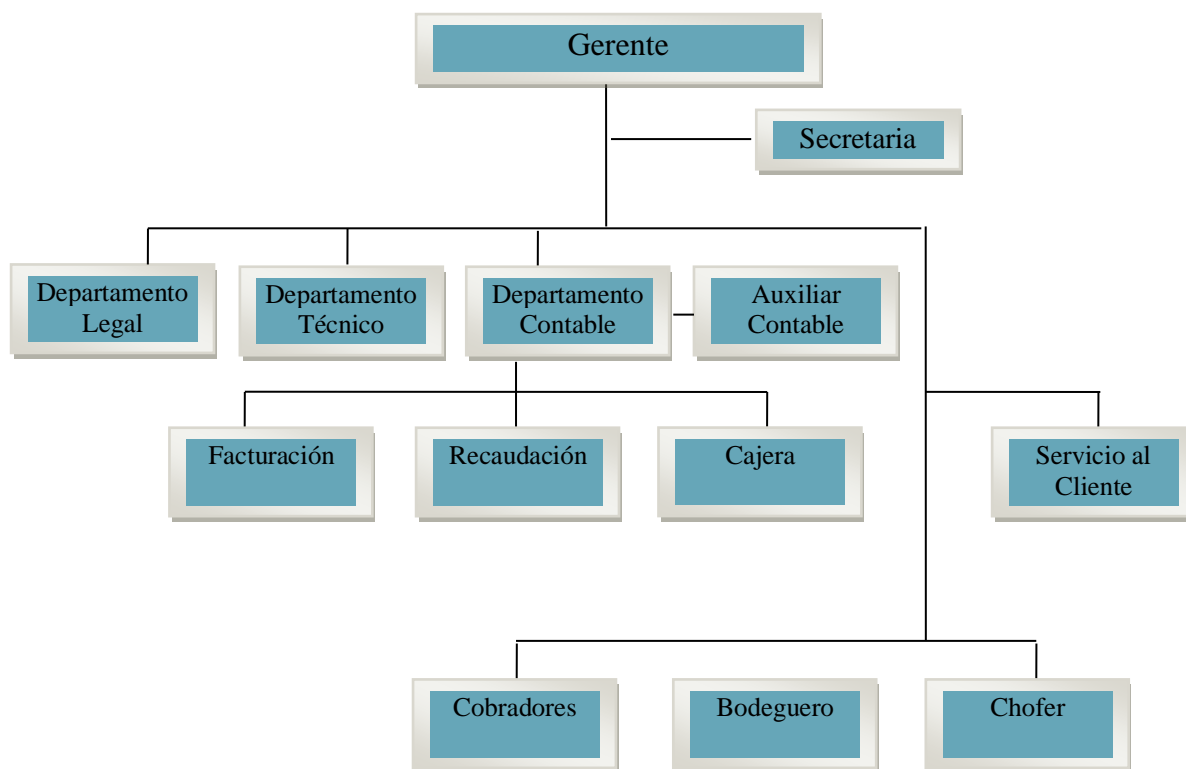 Gerente
Secretaria
Departamento
Legal
Departamento
Técnico
Departamento
Contable
Auxiliar
Contable
Facturación
Recaudación
Cajera
Servicio al
Cliente
Cobradores
Bodeguero
Chofer